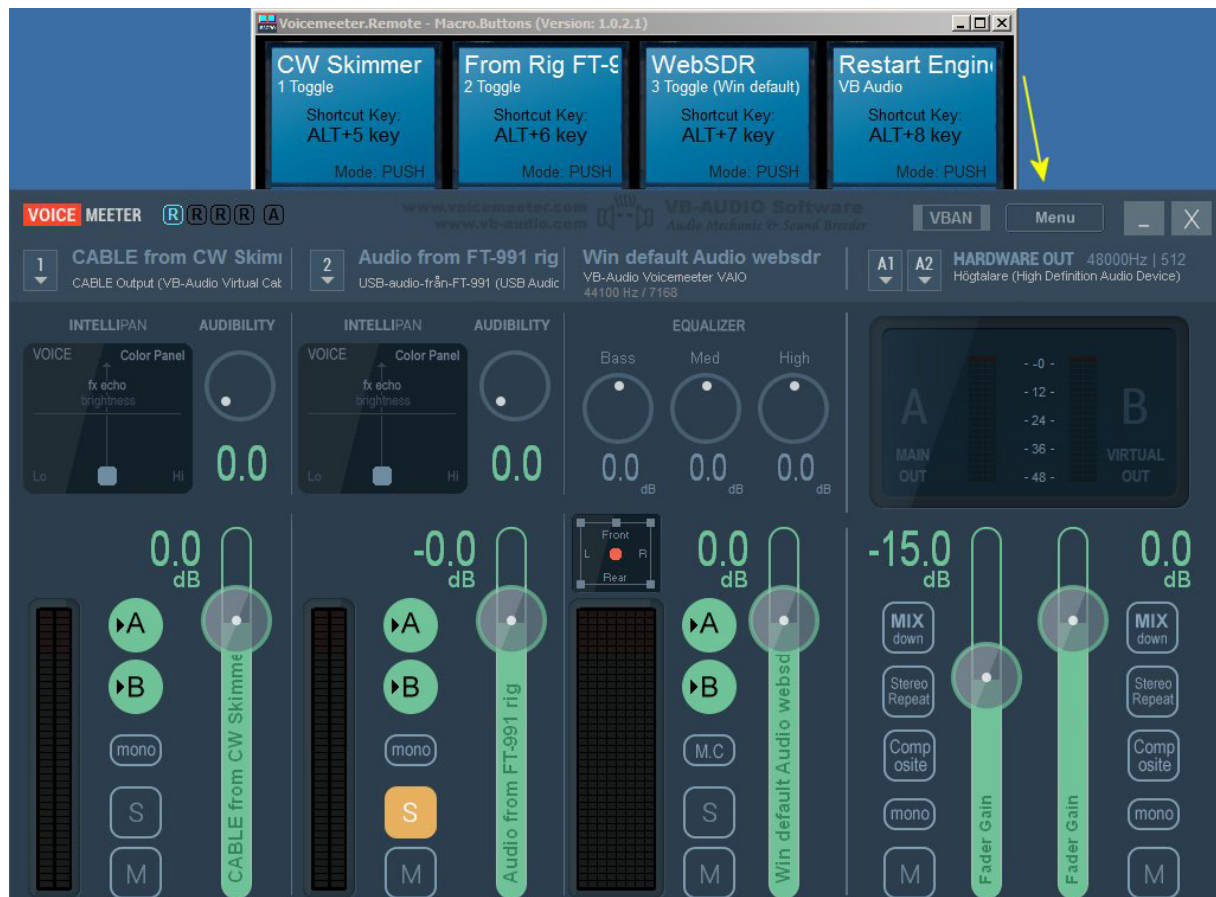 Voicemeeter.Remote - Macro.Buttons (Version: 1.0.2.1)
CW Skimmer
1 Toggle
Shortcut Key:
ALT+5 key
Mode: PUSH
From Rig FT-9
2 Toggle
Shortcut Key:
ALT+6 key
Mode: PUSH
WebSDR
3 Toggle (Win default)
Shortcut Key:
ALT+7 key
Mode: PUSH
Restart Engin
VB Audio
Shortcut Key:
ALT+8 key
Mode: PUSH
VOICE MEETER R R R R A
www.voicemeeter.com
www.vb-audio.com
VB-AUDIO Software
Audio Mechanic & Sound Breeder
VBAN
Menu
_ X
1
CABLE from CW Skim
CABLE Output (VB-Audio Virtual Cab
2
Audio from FT-991 rig
USB-audio-från-FT-991 (USB Audic
Win default Audio websdr
VB-Audio Voicemeeter VAIO
44100 Hz / 7168
A1 A2
HARDWARE OUT 48000Hz | 512
Högtalare (High Definition Audio Device)
INTELLIPAN AUDIBILITY
VOICE Color Panel
fx echo
brightness
Lo Hi
0.0
INTELLIPAN AUDIBILITY
VOICE Color Panel
fx echo
brightness
Lo Hi
0.0
EQUALIZER
Bass Med High
0.0 0.0 0.0
dB dB dB
A
MAIN
OUT
- -0 -
- 12 -
- 24 -
- 36 -
- 48 -
B
VIRTUAL
OUT
0.0
dB
A
B
mono
S
M
CABLE from CW Skimme
-0.0
dB
A
B
mono
S
M
Audio from FT-991 rig
Front
L R
Rear
0.0
dB
A
B
M.C
S
M
Win default Audio websd
-15.0
dB
MIX
down
Stereo
Repeat
Comp
osite
mono
M
Fader Gain
Fader Gain
0.0
dB
MIX
down
Stereo
Repeat
Comp
osite
mono
M